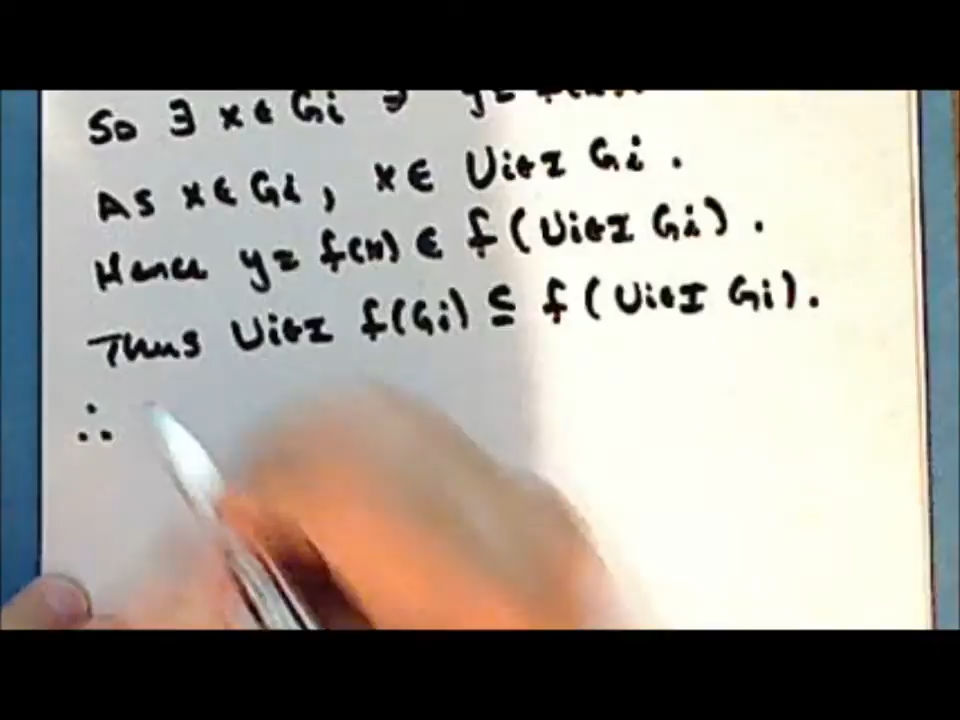 So ∃ x ∈ Gi ∋ y =
As x ∈ Gi, x ∈ ∪i∈I Gi.
Hence y = f(x) ∈ f(∪i∈I Gi).
Thus ∪i∈I f(Gi) ⊆ f(∪i∈I Gi).
∴